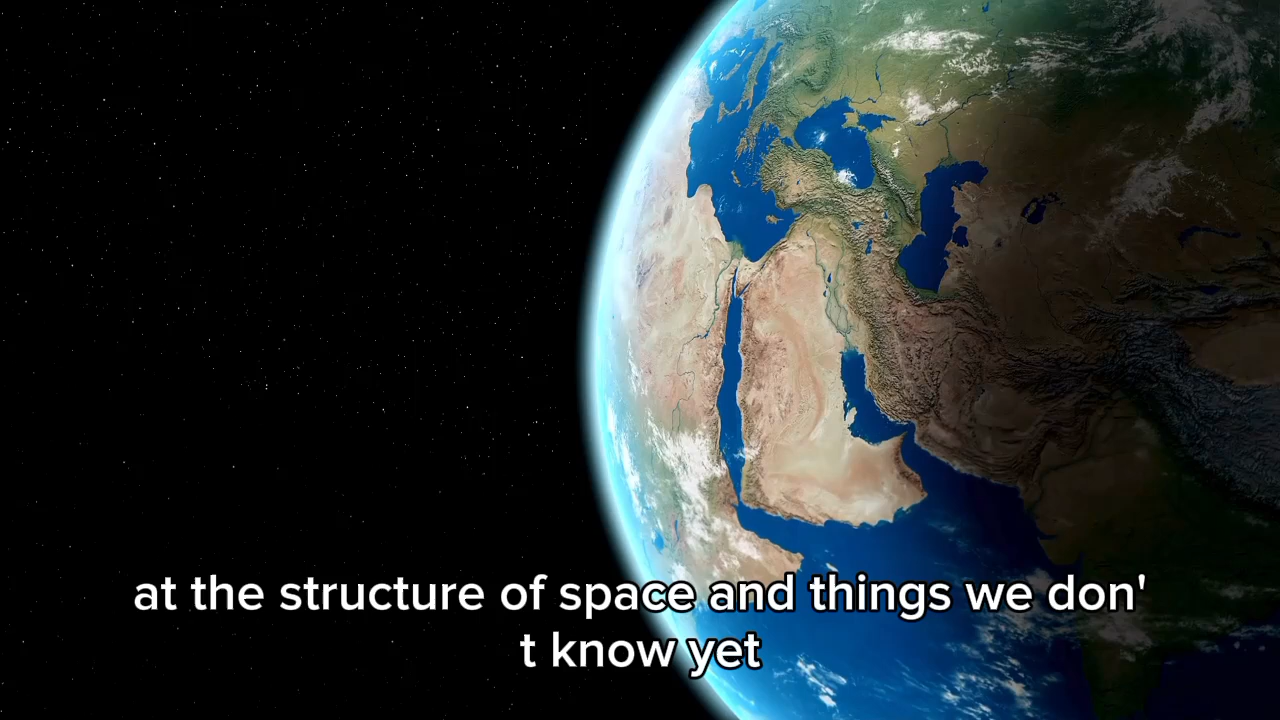 at the structure of space and things we don'
t know yet